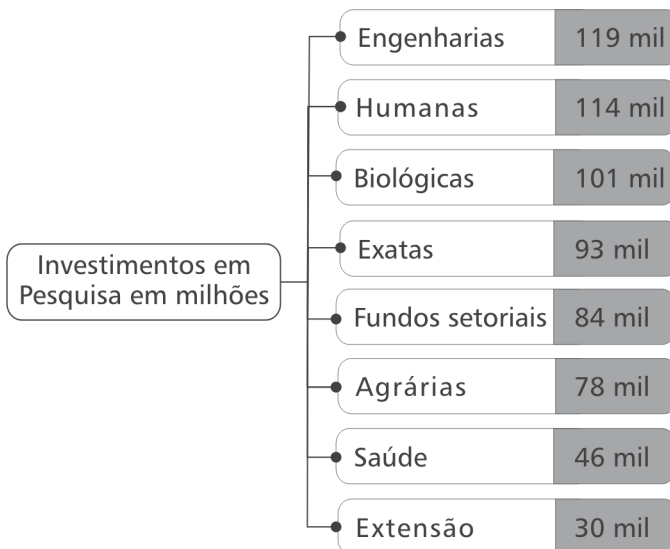 Investimentos em
Pesquisa em milhões
Engenharias 119 mil
Humanas 114 mil
Biológicas 101 mil
Exatas 93 mil
Fundos setoriais 84 mil
Agrárias 78 mil
Saúde 46 mil
Extensão 30 mil